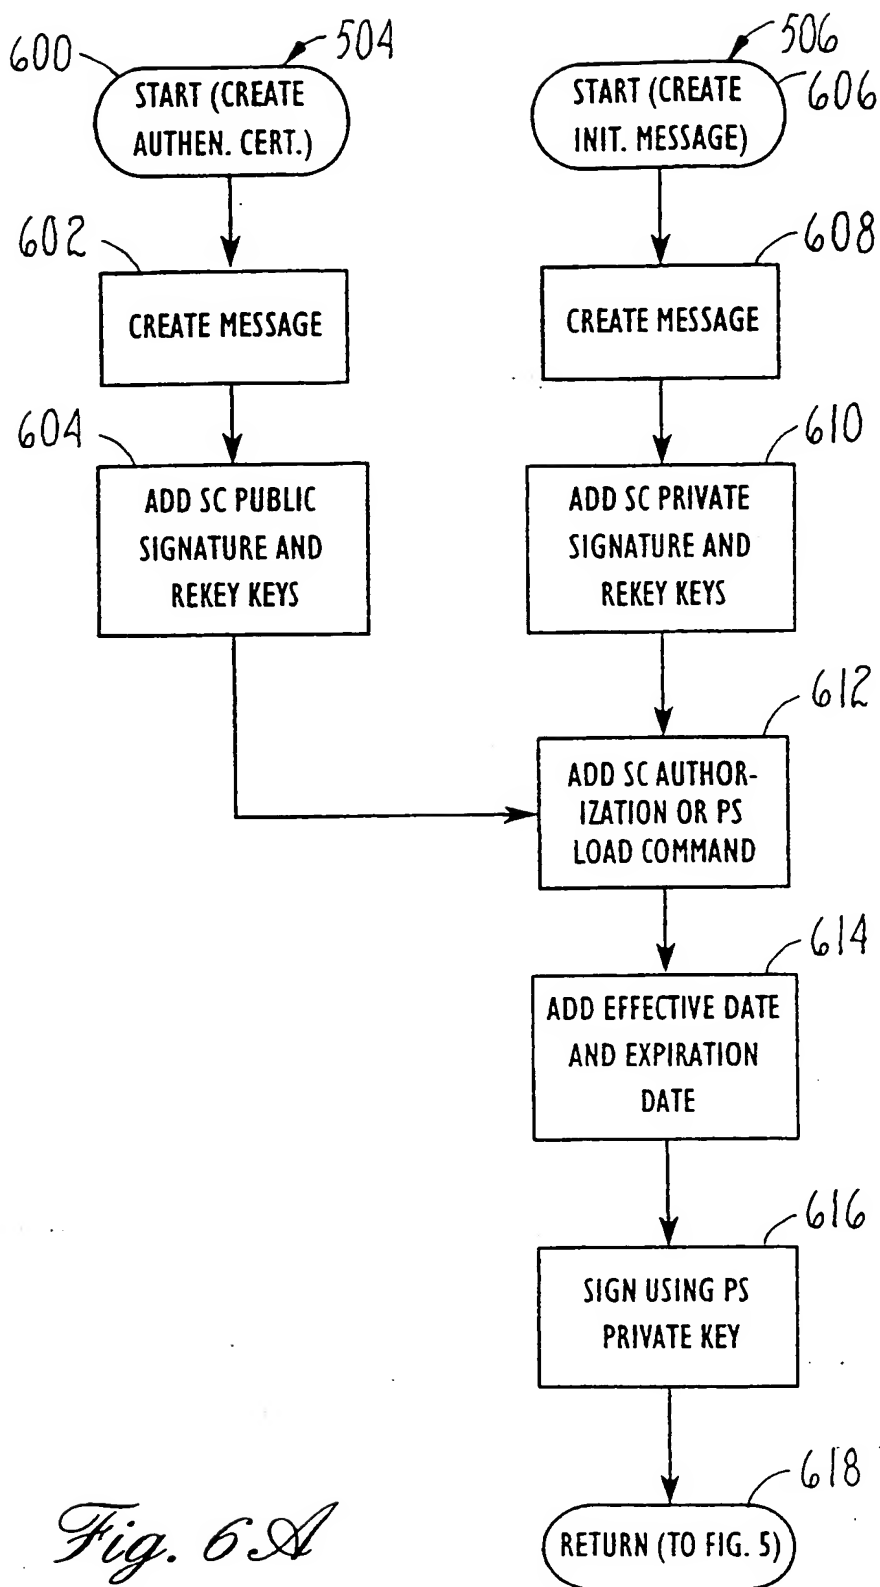 600
504
START (CREATE
AUTHEN. CERT.)
602
CREATE MESSAGE
604
ADD SC PUBLIC
SIGNATURE AND
REKEY KEYS
506
606
START (CREATE
INIT. MESSAGE)
608
CREATE MESSAGE
610
ADD SC PRIVATE
SIGNATURE AND
REKEY KEYS
612
ADD SC AUTHOR-
IZATION OR PS
LOAD COMMAND
614
ADD EFFECTIVE DATE
AND EXPIRATION
DATE
616
SIGN USING PS
PRIVATE KEY
618
RETURN (TO FIG. 5)
Fig. 6A